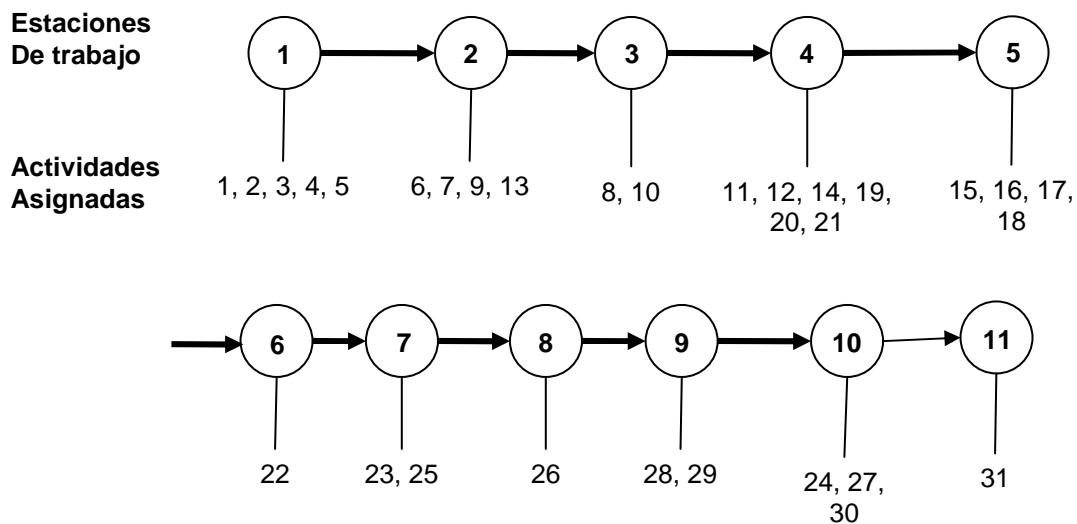 Estaciones
De trabajo
1
2
3
4
5
Actividades
Asignadas
1, 2, 3, 4, 5
6, 7, 9, 13
8, 10
11, 12, 14, 19,
20, 21
15, 16, 17,
18
6
7
8
9
10
11
22
23, 25
26
28, 29
24, 27,
30
31